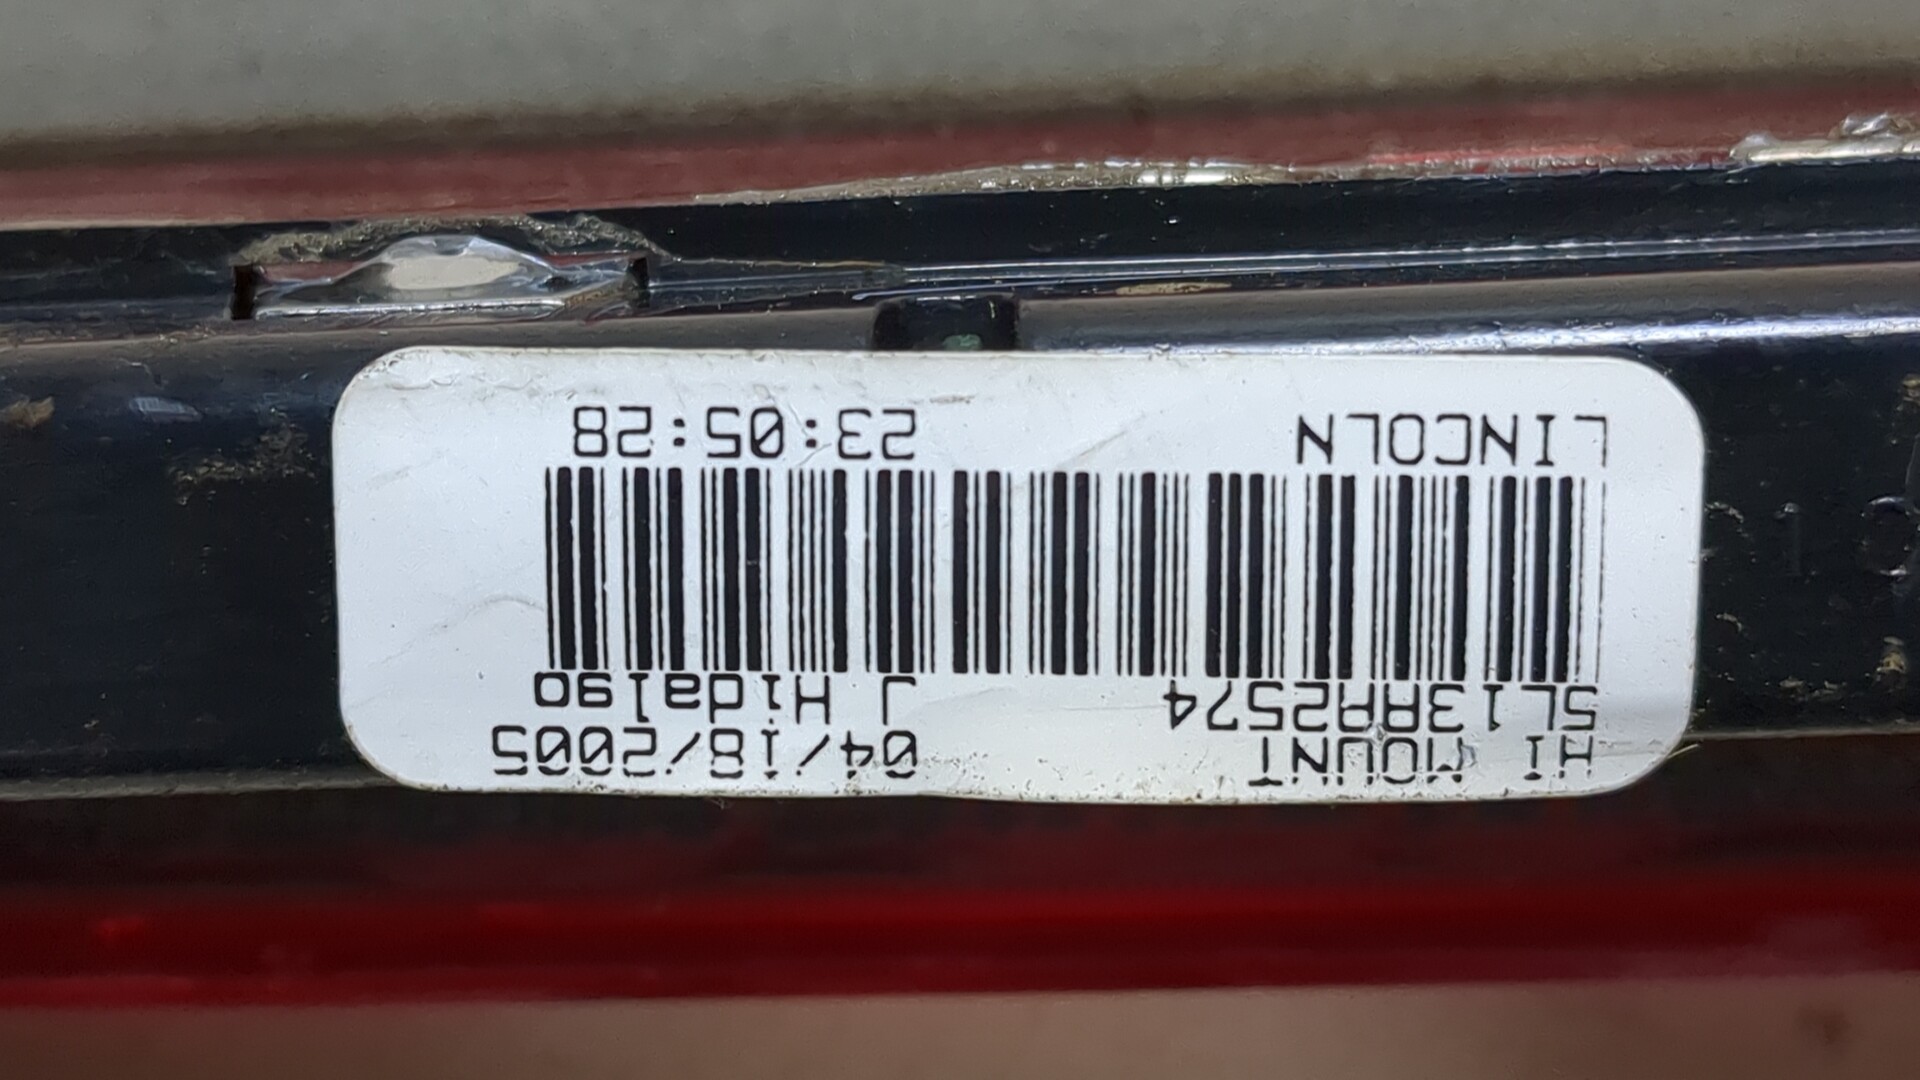 HI MOUNT 04/18/2005
5L13AA2574 J Hidalgo
LINCOLN 23:05:28